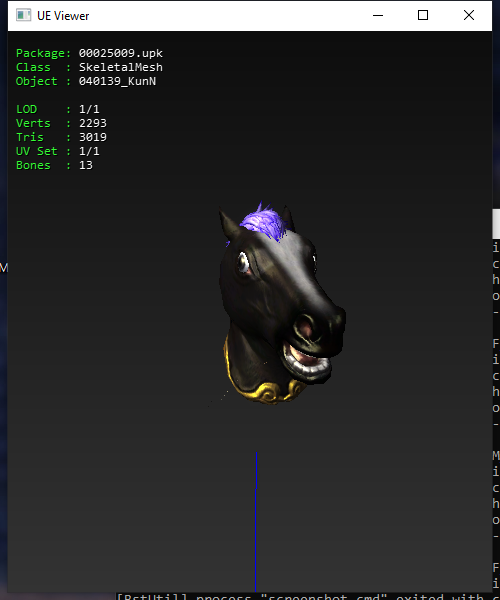 UE Viewer
Package: 00025009.upk
Class : SkeletalMesh
Object : 040139_KunN
LOD : 1/1
Verts : 2293
Tris : 3019
UV Set : 1/1
Bones : 13
M
i
c
h
o
-
F
i
c
h
o
-
M
i
c
h
o
-
F
i
[BstUtil] process "screenshot.cmd" exited with c